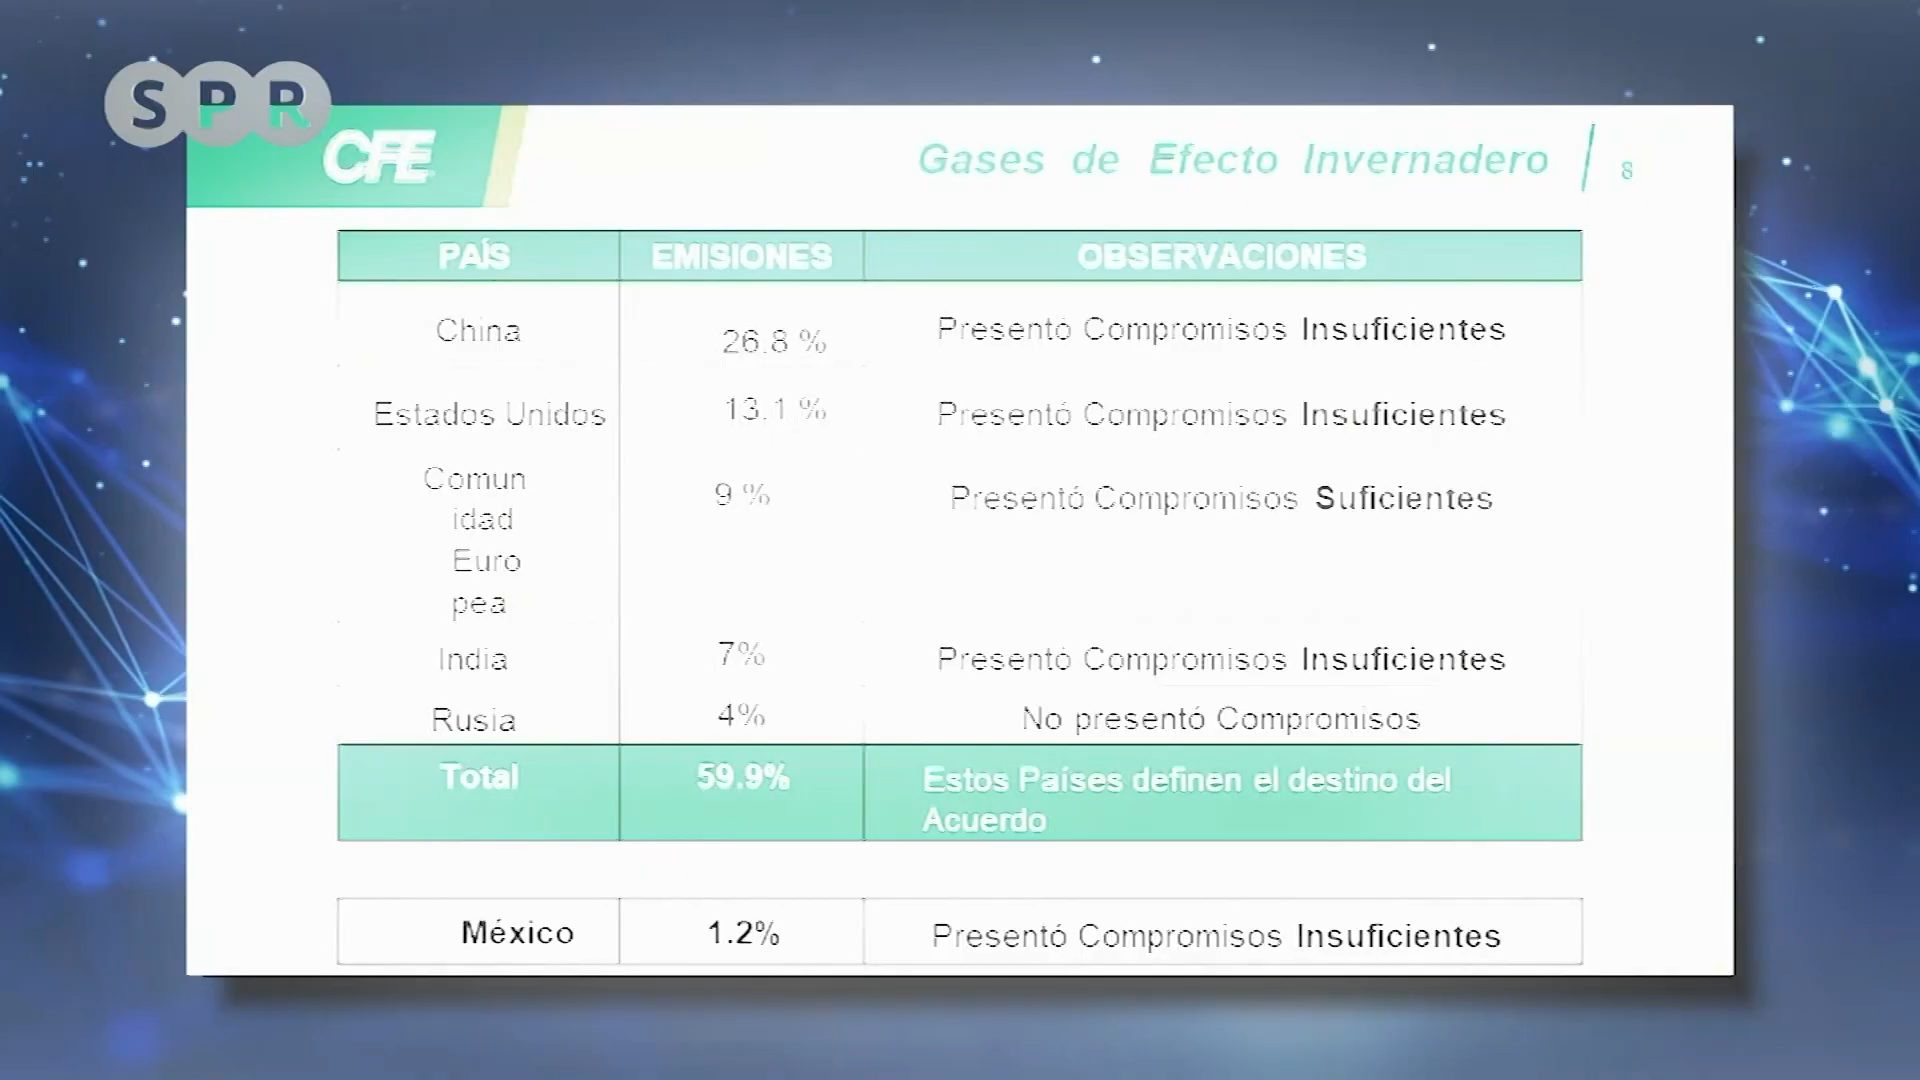 SPR
CFE
Gases de Efecto Invernadero 8
PAÍS EMISIONES OBSERVACIONES
China 26.8 % Presentó Compromisos Insuficientes
Estados Unidos 13.1 % Presentó Compromisos Insuficientes
Comun 9 % Presentó Compromisos Suficientes
idad
Euro
pea
India 7% Presentó Compromisos Insuficientes
Rusia 4% No presentó Compromisos
Total 59.9% Estos Países definen el destino del
Acuerdo
México 1.2% Presentó Compromisos Insuficientes